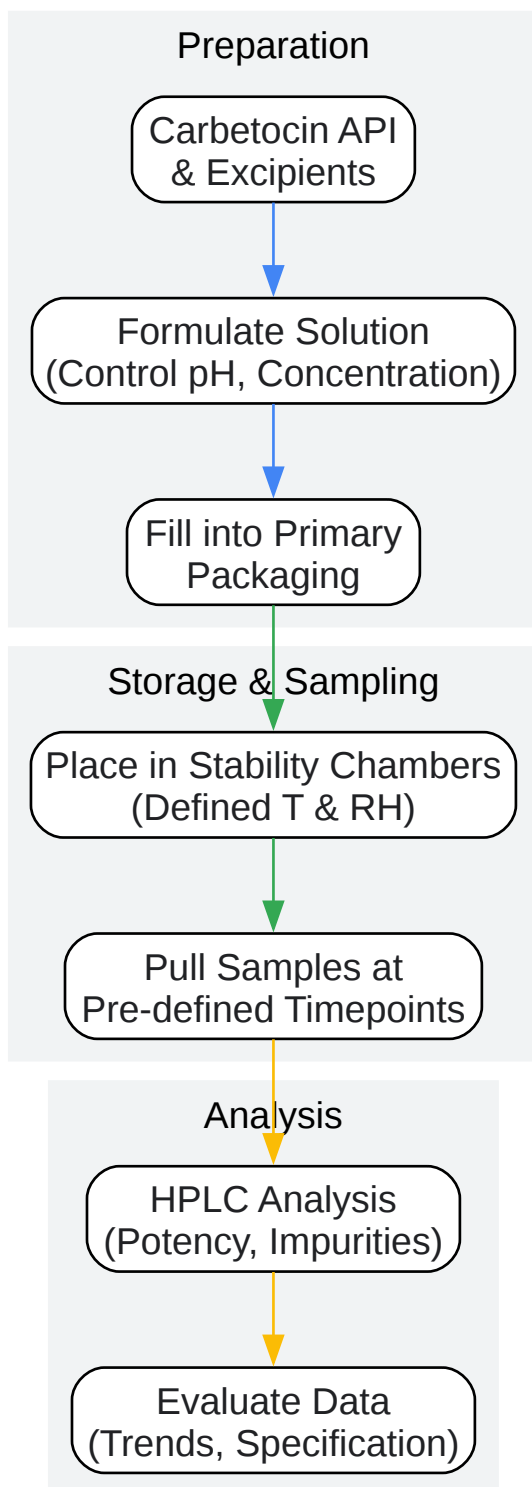 Preparation
Carbetocin API
& Excipients
Formulate Solution
(Control pH, Concentration)
Fill into Primary
Packaging
Storage & Sampling
Place in Stability Chambers
(Defined T & RH)
Pull Samples at
Pre-defined Timepoints
Analysis
HPLC Analysis
(Potency, Impurities)
Evaluate Data
(Trends, Specification)